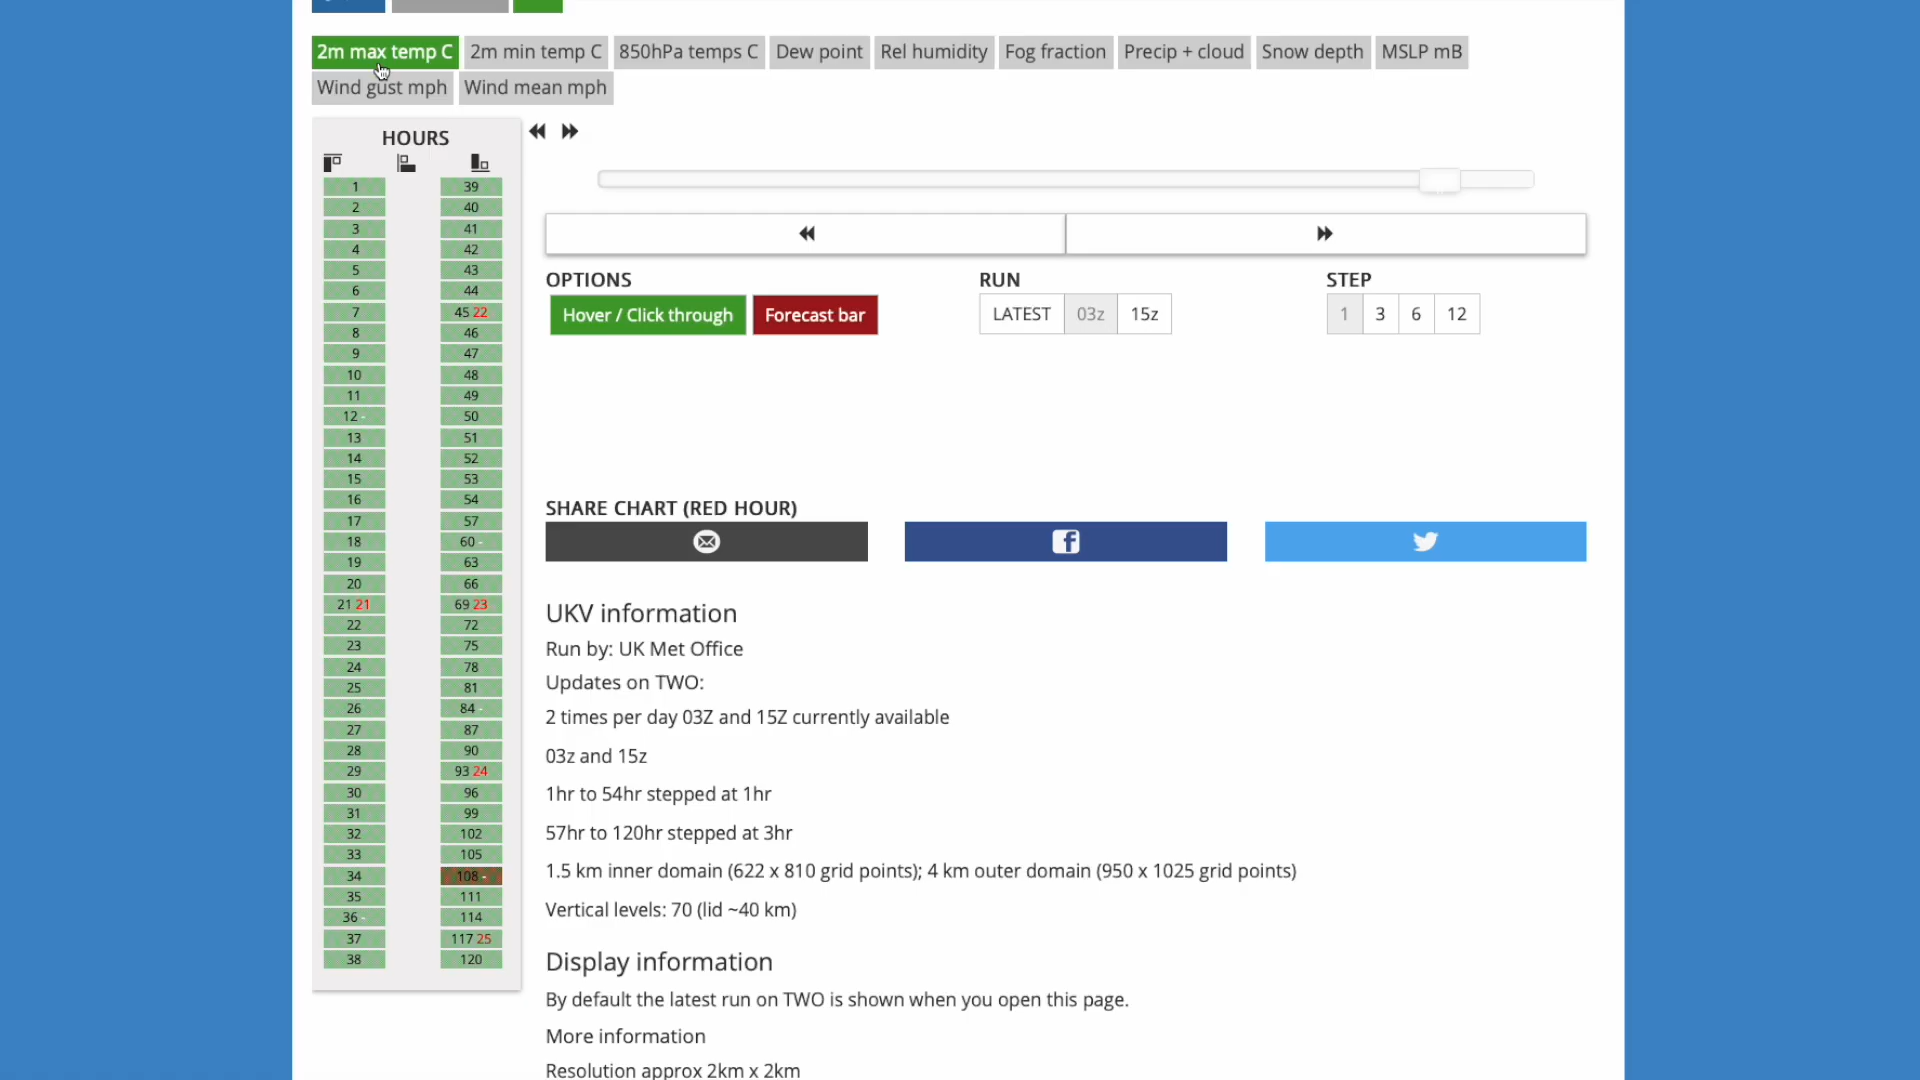 2m max temp C 2m min temp C 850hPa temps C Dew point Rel humidity Fog fraction Precip + cloud Snow depth MSLP mB
Wind gust mph Wind mean mph
HOURS
1 39
2 40
3 41
4 42
5 43
6 44
7 45 22
8 46
9 47
10 48
11 49
12 - 50
13 51
14 52
15 53
16 54
17 57
18 60 -
19 63
20 66
21 21 69 23
22 72
23 75
24 78
25 81
26 84 -
27 87
28 90
29 93 24
30 96
31 99
32 102
33 105
34 108 -
35 111
36 - 114
37 117 25
38 120
OPTIONS RUN STEP
Hover / Click through Forecast bar LATEST 03z 15z 1 3 6 12
SHARE CHART (RED HOUR)
UKV information
Run by: UK Met Office
Updates on TWO:
2 times per day 03Z and 15Z currently available
03z and 15z
1hr to 54hr stepped at 1hr
57hr to 120hr stepped at 3hr
1.5 km inner domain (622 x 810 grid points); 4 km outer domain (950 x 1025 grid points)
Vertical levels: 70 (lid ~40 km)
Display information
By default the latest run on TWO is shown when you open this page.
More information
Resolution approx 2km x 2km